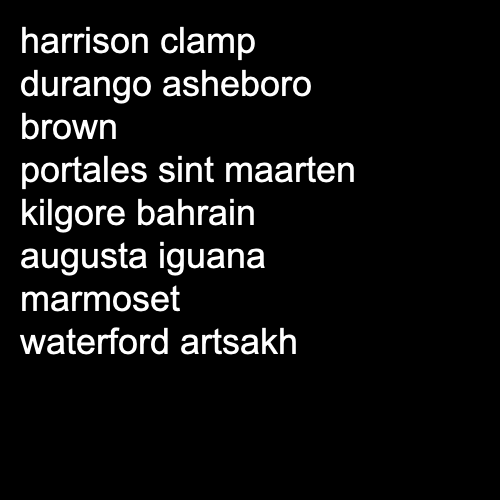 harrison clamp
durango asheboro
brown
portales sint maarten
kilgore bahrain
augusta iguana
marmoset
waterford artsakh